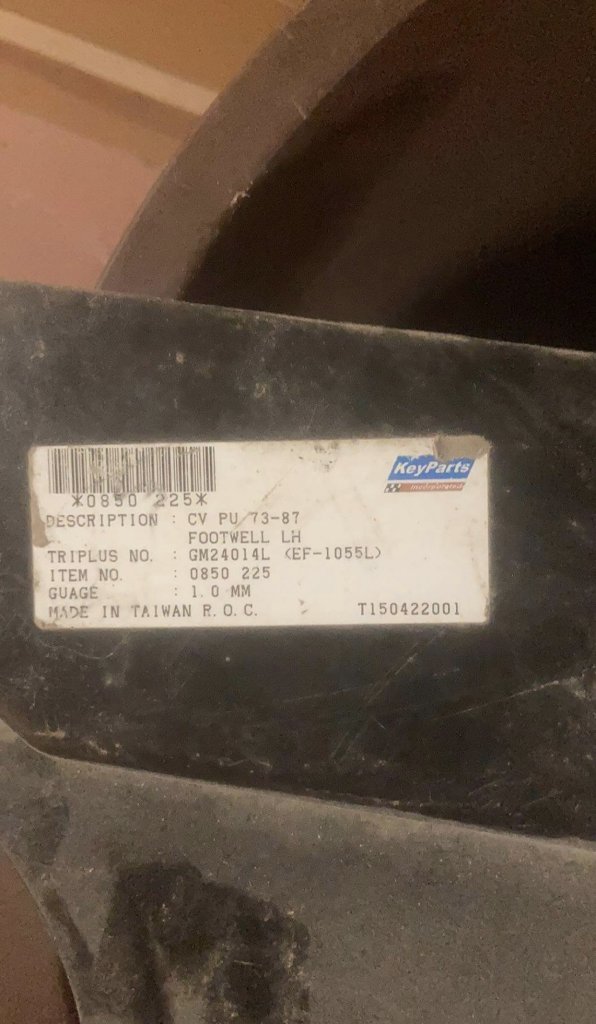 *0850 225*
KeyParts
incorporated
DESCRIPTION : CV PU 73-87
FOOTWELL LH
TRIPLUS NO. : GM24014L (EF-1055L)
ITEM NO. : 0850 225
GUAGE : 1.0 MM
MADE IN TAIWAN R.O.C. T150422001